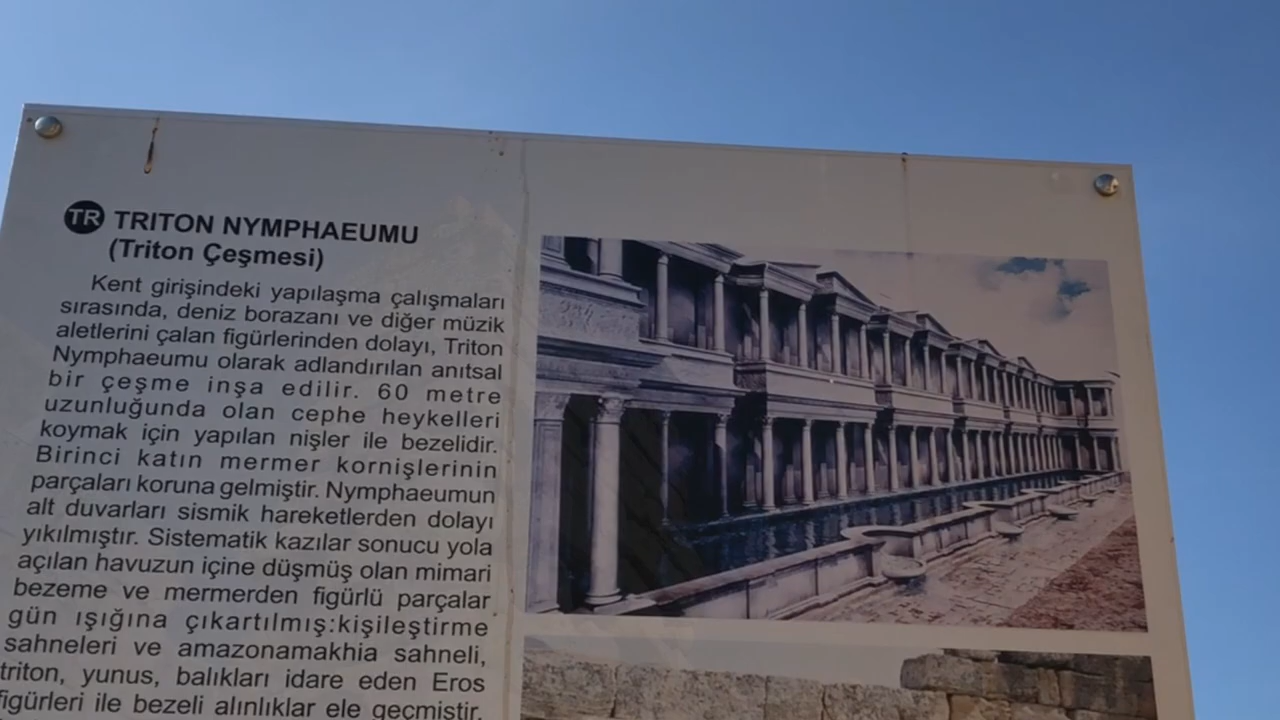 TR TRITON NYMPHAEUMU
(Triton Çeşmesi)
Kent girişindeki yapılaşma çalışmaları
sırasında, deniz borazanı ve diğer müzik
aletlerini çalan figürlerinden dolayı, Triton
Nymphaeumu olarak adlandırılan anıtsal
bir çeşme inşa edilir. 60 metre
uzunluğunda olan cephe heykelleri
koymak için yapılan nişler ile bezelidir.
Birinci katın mermer kornişlerinin
parçaları koruna gelmiştir. Nymphaeumun
alt duvarları sismik hareketlerden dolayı
yıkılmıştır. Sistematik kazılar sonucu yola
açılan havuzun içine düşmüş olan mimari
bezeme ve mermerden figürlü parçalar
gün ışığına çıkartılmış:kişileştirme
sahneleri ve amazonamakhia sahneli,
triton, yunus, balıkları idare eden Eros
figürleri ile bezeli alınlıklar ele geçmiştir.